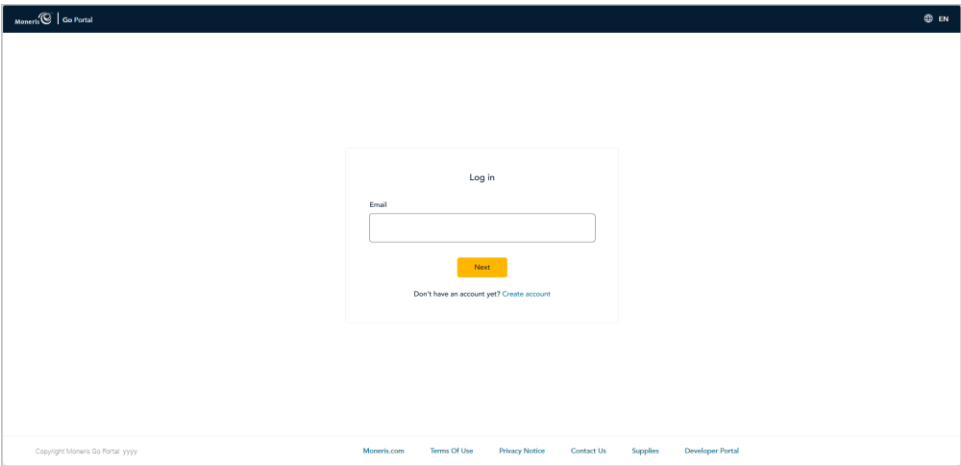 Moneris | Go Portal
EN
Log in
Email
Next
Don't have an account yet? Create account
Copyright Moneris Go Portal yyyy
Moneris.com Terms Of Use Privacy Notice Contact Us Supplies Developer Portal